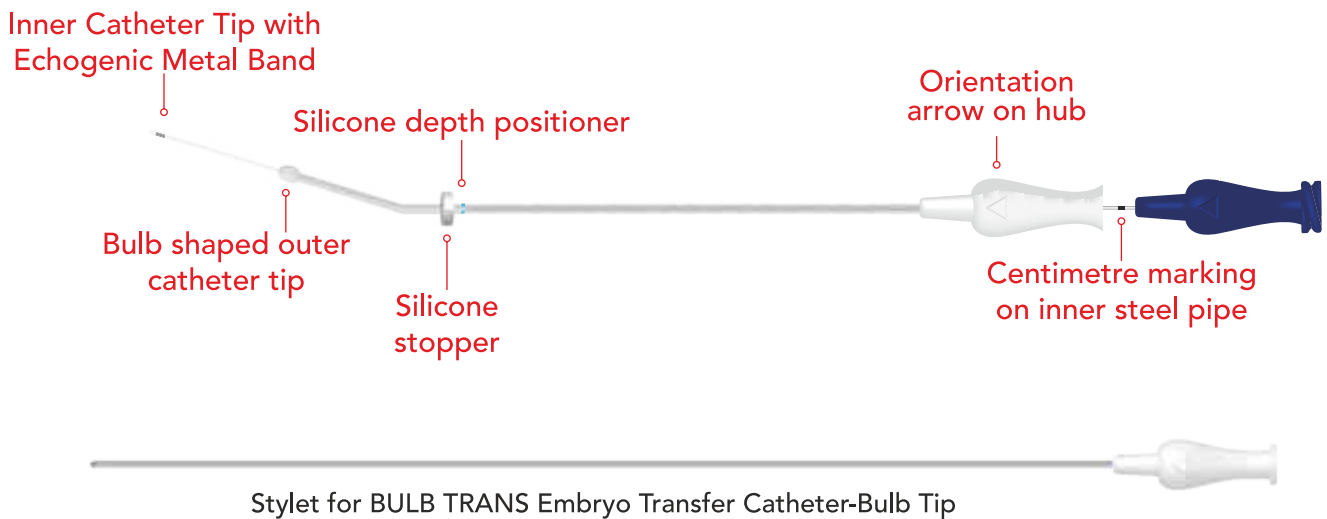 Inner Catheter Tip with
Echogenic Metal Band
Silicone depth positioner
Orientation
arrow on hub
Bulb shaped outer
catheter tip
Silicone
stopper
Centimetre marking
on inner steel pipe
Stylet for BULB TRANS Embryo Transfer Catheter-Bulb Tip